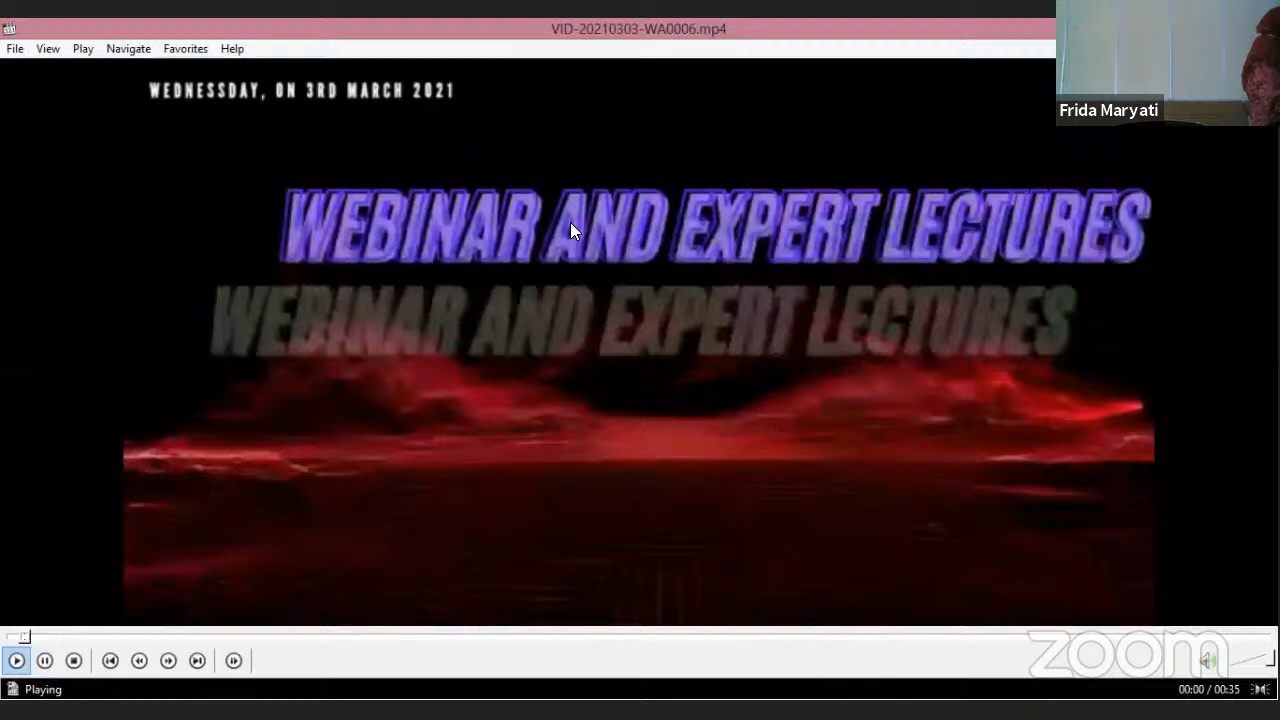 VID-20210303-WA0006.mp4
File View Play Navigate Favorites Help
Frida Maryati
WEDNESSDAY, ON 3RD MARCH 2021
WEBINAR AND EXPERT LECTURES
WEBINAR AND EXPERT LECTURES
zoom
Playing
00:00 / 00:35